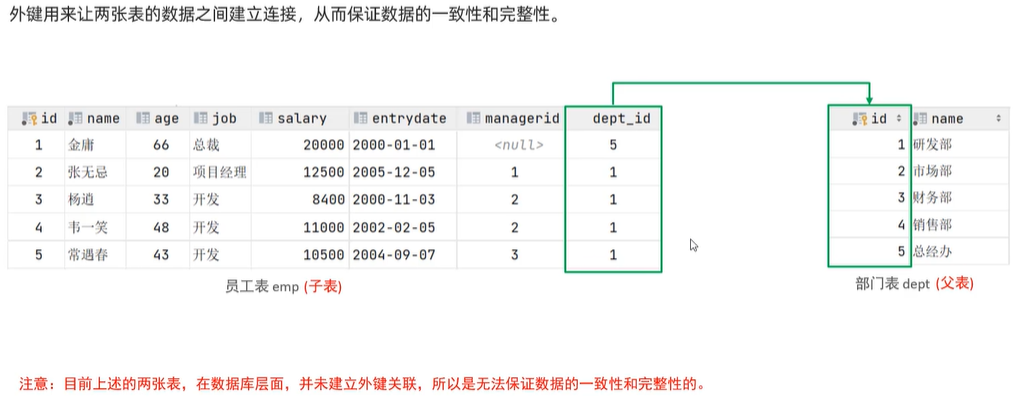 外键用来让两张表的数据之间建立连接，从而保证数据的一致性和完整性。
id name age job salary entrydate managerid dept_id id name
1 金庸 66 总裁 20000 2000-01-01 <null> 5 1 研发部
2 张无忌 20 项目经理 12500 2005-12-05 1 1 2 市场部
3 杨逍 33 开发 8400 2000-11-03 2 1 3 财务部
4 韦一笑 48 开发 11000 2002-02-05 2 1 4 销售部
5 常遇春 43 开发 10500 2004-09-07 3 1 5 总经办
员工表 emp (子表) 部门表 dept (父表)
注意：目前上述的两张表，在数据库层面，并未建立外键关联，所以是无法保证数据的一致性和完整性的。